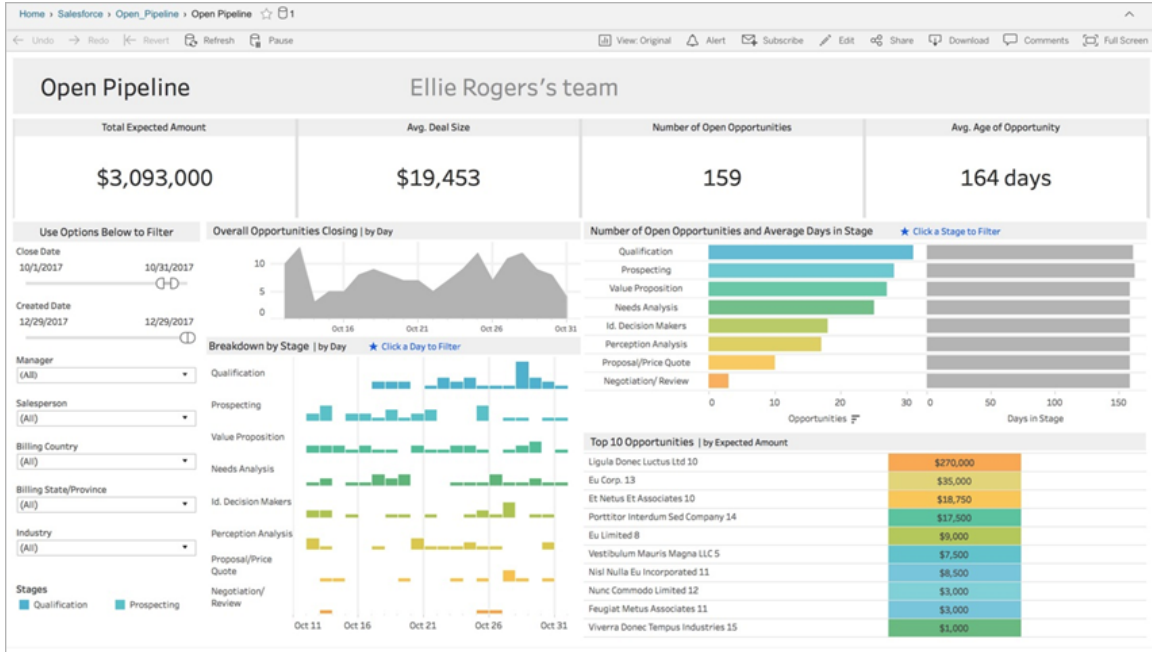 Home › Salesforce › Open_Pipeline › Open Pipeline 1
Undo Redo Revert Refresh Pause View: Original Alert Subscribe Edit Share Download Comments Full Screen
Open Pipeline Ellie Rogers's team
Total Expected Amount Avg. Deal Size Number of Open Opportunities Avg. Age of Opportunity
$3,093,000 $19,453 159 164 days
Use Options Below to Filter
Close Date
10/1/2017 10/31/2017
Created Date
12/29/2017 12/29/2017
Manager
(All)
Salesperson
(All)
Billing Country
(All)
Billing State/Province
(All)
Industry
(All)
Stages
Qualification Prospecting
Overall Opportunities Closing | by Day
10
5
0
Oct 16 Oct 21 Oct 26 Oct 31
Breakdown by Stage | by Day ★ Click a Day to Filter
Qualification
Prospecting
Value Proposition
Needs Analysis
Id. Decision Makers
Perception Analysis
Proposal/Price
Quote
Negotiation/
Review
Oct 11 Oct 16 Oct 21 Oct 26 Oct 31
Number of Open Opportunities and Average Days in Stage ★ Click a Stage to Filter
Qualification
Prospecting
Value Proposition
Needs Analysis
Id. Decision Makers
Perception Analysis
Proposal/Price Quote
Negotiation/ Review
0 10 20 30 0 50 100 150
Opportunities Days in Stage
Top 10 Opportunities | by Expected Amount
Ligula Donec Luctus Ltd 10 $270,000
Eu Corp. 13 $35,000
Et Netus Et Associates 10 $18,750
Porttitor Interdum Sed Company 14 $17,500
Eu Limited 8 $9,000
Vestibulum Mauris Magna LLC 5 $7,500
Nisl Nulla Eu Incorporated 11 $8,500
Nunc Commodo Limited 12 $3,000
Feugiat Metus Associates 11 $3,000
Viverra Donec Tempus Industries 15 $1,000